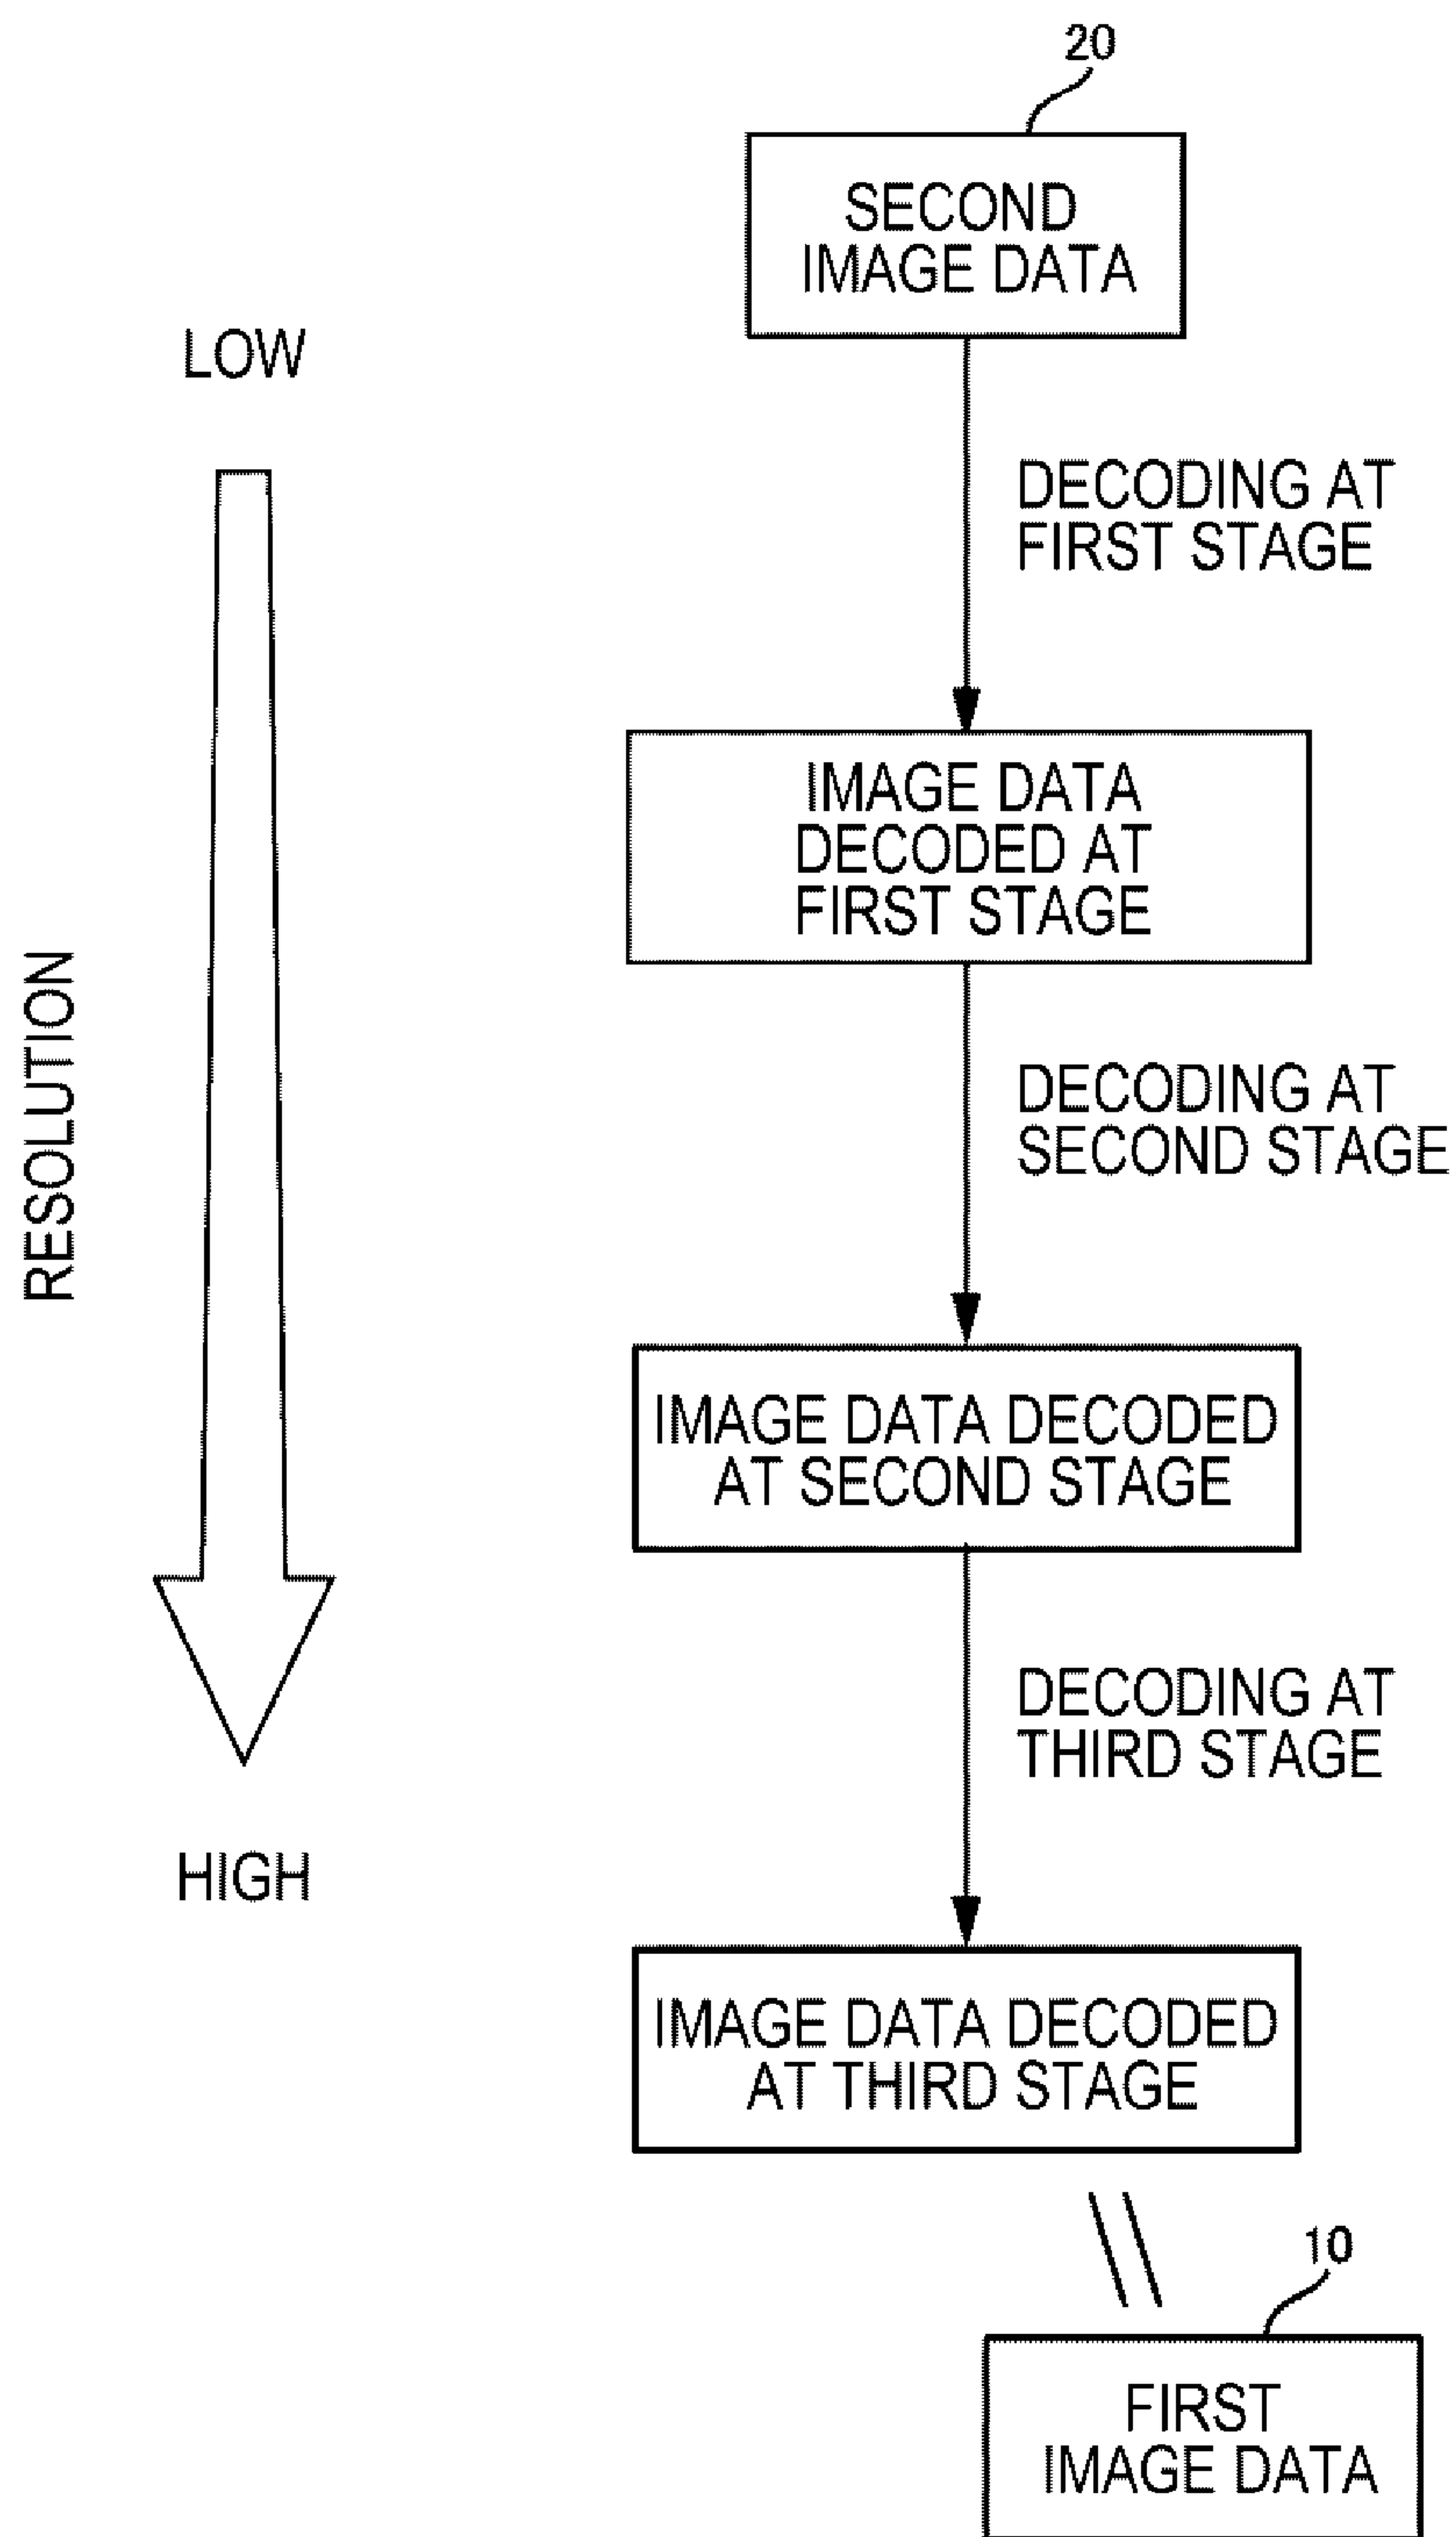 20
SECOND
IMAGE DATA
LOW
DECODING AT
FIRST STAGE
IMAGE DATA
DECODED AT
FIRST STAGE
RESOLUTION
DECODING AT
SECOND STAGE
IMAGE DATA DECODED
AT SECOND STAGE
DECODING AT
THIRD STAGE
HIGH
IMAGE DATA DECODED
AT THIRD STAGE
10
FIRST
IMAGE DATA